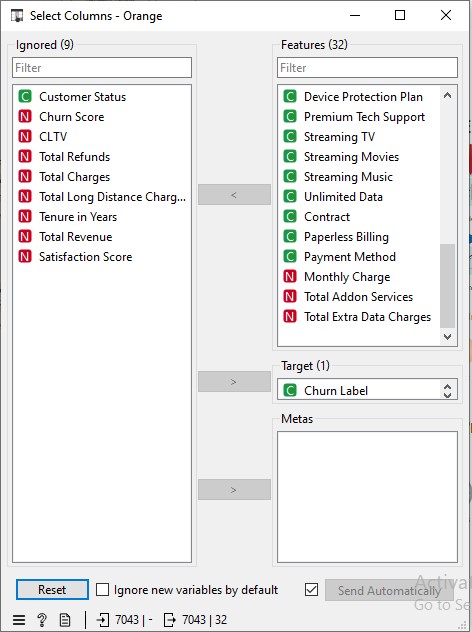 Select Columns - Orange
Ignored (9)
Filter
C Customer Status
N Churn Score
N CLTV
N Total Refunds
N Total Charges
N Total Long Distance Charg...
N Tenure in Years
N Total Revenue
N Satisfaction Score
<
>
>
Features (32)
Filter
C Device Protection Plan
C Premium Tech Support
C Streaming TV
C Streaming Movies
C Streaming Music
C Unlimited Data
C Contract
C Paperless Billing
C Payment Method
N Monthly Charge
N Total Addon Services
N Total Extra Data Charges
Target (1)
C Churn Label
Metas
Reset
Ignore new variables by default
Send Automatically
Activa
Go to Se
? 7043 | - 7043 | 32